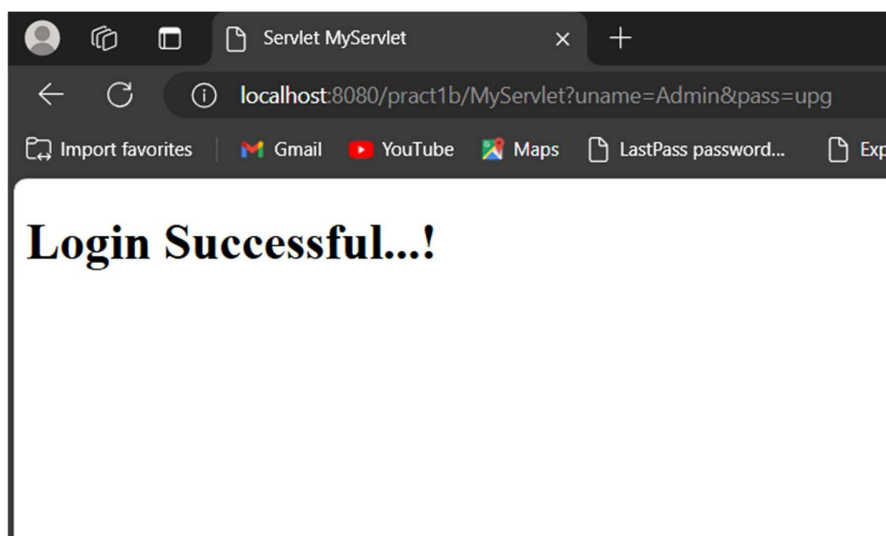 Servlet MyServlet
localhost:8080/pract1b/MyServlet?uname=Admin&pass=upg
Import favorites Gmail YouTube Maps LastPass password... Exp
Login Successful...!